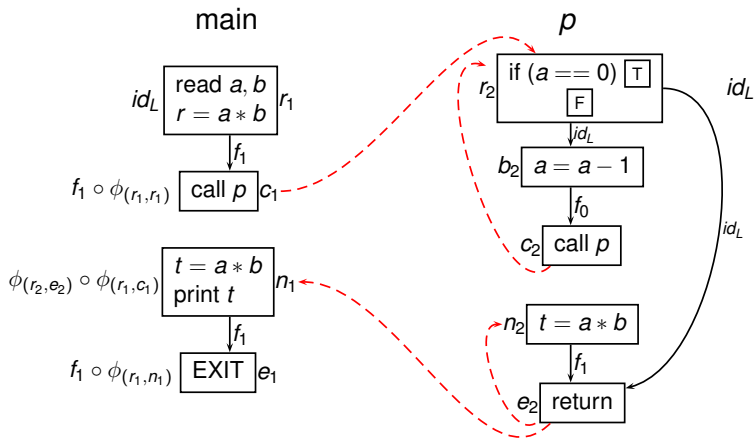 main
id_L
read a, b
r = a ∗ b
r_1
f_1
f_1 ∘ ϕ_(r_1,r_1)
call p
c_1
ϕ_(r_2,e_2) ∘ ϕ_(r_1,c_1)
t = a ∗ b
print t
n_1
f_1
f_1 ∘ ϕ_(r_1,n_1)
EXIT
e_1
p
r_2
if (a == 0) T
F
id_L
id_L
b_2
a = a − 1
f_0
c_2
call p
id_L
n_2
t = a ∗ b
f_1
e_2
return